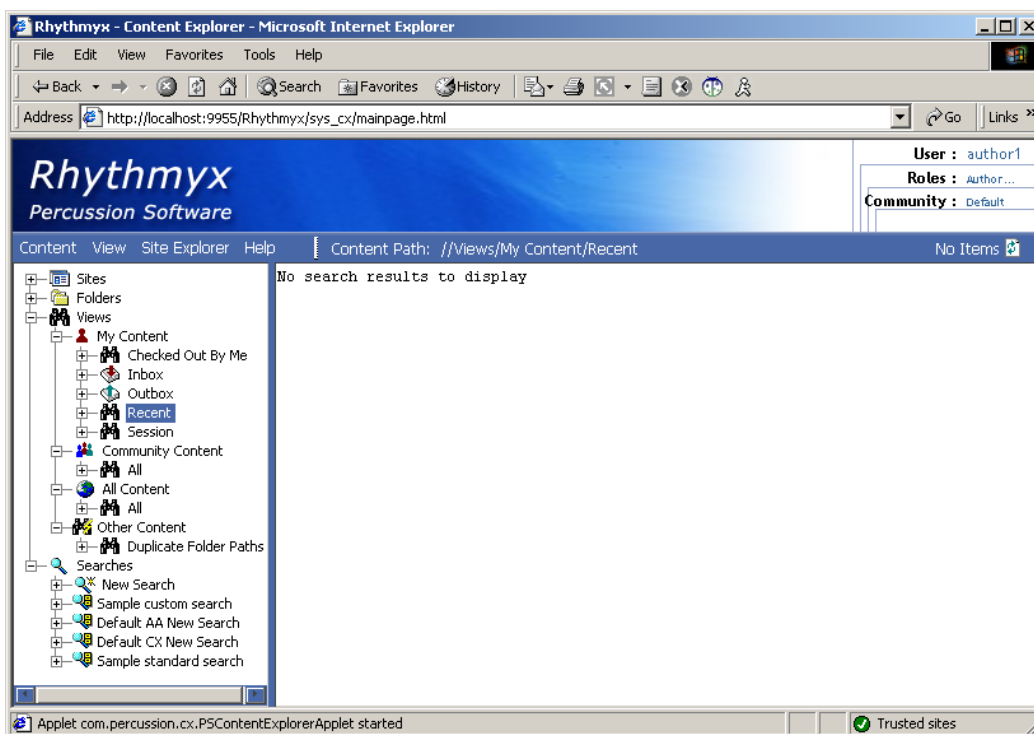 Rhythmyx - Content Explorer - Microsoft Internet Explorer
File Edit View Favorites Tools Help
Back Search Favorites History
Address http://localhost:9955/Rhythmyx/sys_cx/mainpage.html Go Links »
Rhythmyx
Percussion Software
User : author1
Roles : Author...
Community : Default
Content View Site Explorer Help Content Path: //Views/My Content/Recent No Items
Sites
Folders
Views
My Content
Checked Out By Me
Inbox
Outbox
Recent
Session
Community Content
All
All Content
All
Other Content
Duplicate Folder Paths
Searches
New Search
Sample custom search
Default AA New Search
Default CX New Search
Sample standard search
No search results to display
Applet com.percussion.cx.PSContentExplorerApplet started Trusted sites